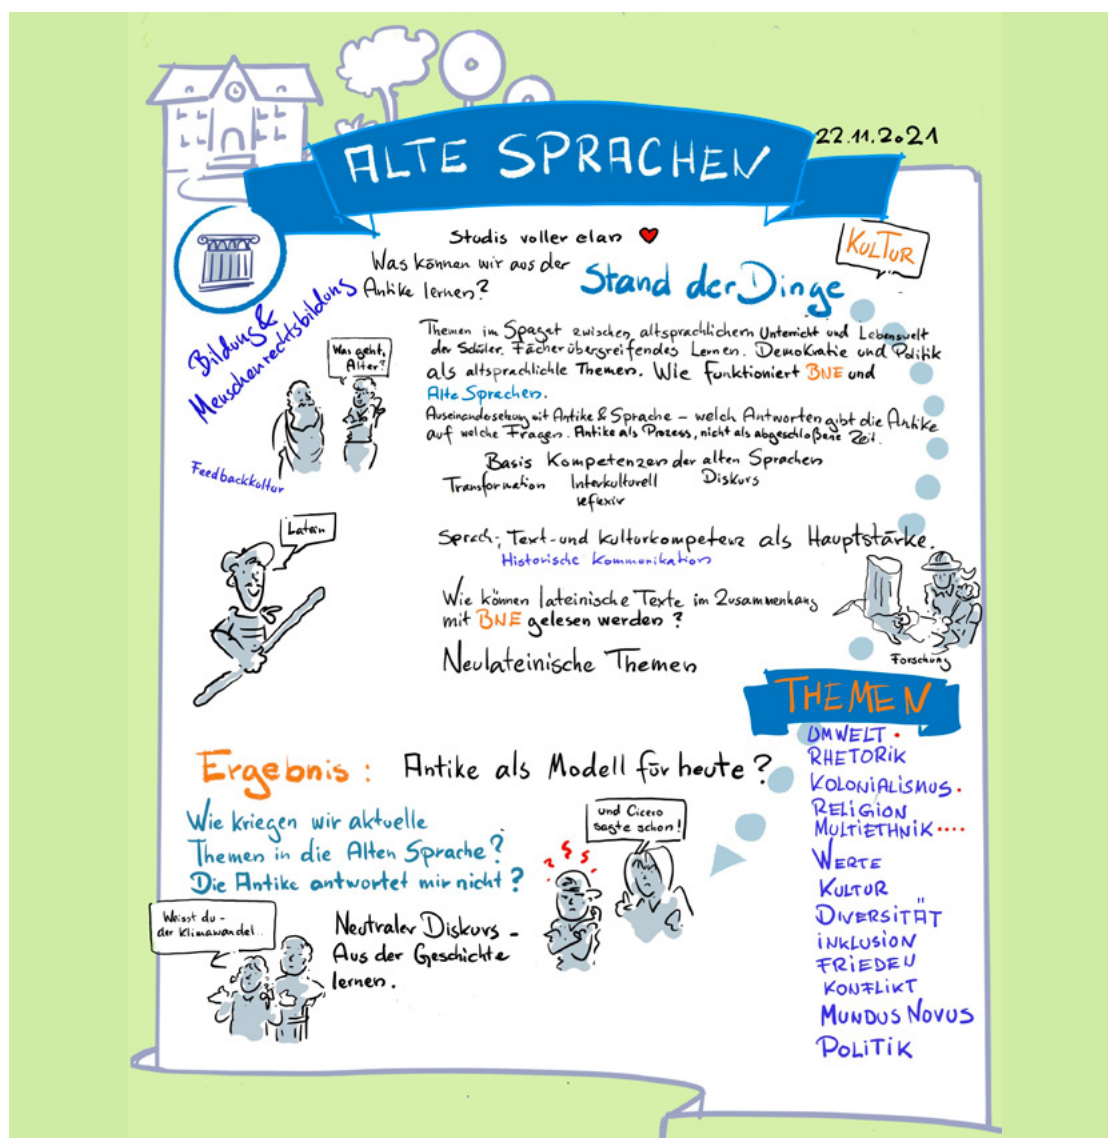 ALTE SPRACHEN
22.11.2021
Studis voller elan
Was können wir aus der
Antike lernen?
Stand der Dinge
KULTUR
Bildung &
Menschenrechtsbildung
Themen im Spagat zwischen altsprachlichem Unterricht und Lebenswelt
der Schüler. Fächerübergreifendes Lernen. Demokratie und Politik
als altsprachlichle Themen. Wie funktioniert BNE und
Alte Sprachen.
Was geht,
Alter?
Auseinandersetzung mit Antike & Sprache – welch Antworten gibt die Antike
auf welche Fragen. Antike als Prozess, nicht als abgeschloßene Zeit.
Feedbackkultur
Basis Kompetenzen der alten Sprachen
Transformation Interkulturell Diskurs
reflexiv
Latein
Sprach-, Text- und Kulturkompetenz als Hauptstärke.
Historische Kommunikation
Wie können lateinische Texte im Zusammenhang
mit BNE gelesen werden?
Neulateinische Themen
Forschung
THEMEN
UMWELT
RHETORIK
KOLONIALISMUS
RELIGION
MULTIETHNIK
WERTE
KULTUR
DIVERSITÄT
INKLUSION
FRIEDEN
KONFLIKT
MUNDUS NOVUS
POLITIK
Ergebnis: Antike als Modell für heute?
Wie kriegen wir aktuelle
Themen in die Alten Sprache?
Die Antike antwortet mir nicht?
und Cicero
sagte schon!
Weisst du -
der Klimawandel..
Neutraler Diskurs -
Aus der Geschichte
lernen.